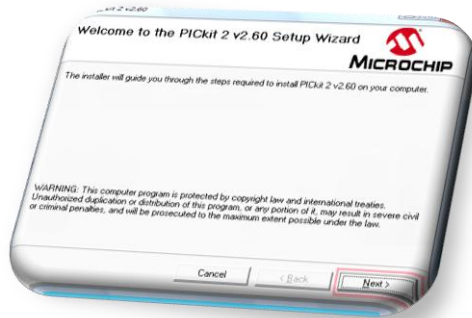 Welcome to the PICkit 2 v2.60 Setup Wizard
MICROCHIP
The installer will guide you through the steps required to install PICkit 2 v2.60 on your computer.
WARNING: This computer program is protected by copyright law and international treaties.
Unauthorized duplication or distribution of this program, or any portion of it, may result in severe civil
or criminal penalties, and will be prosecuted to the maximum extent possible under the law.
Cancel
< Back
Next >